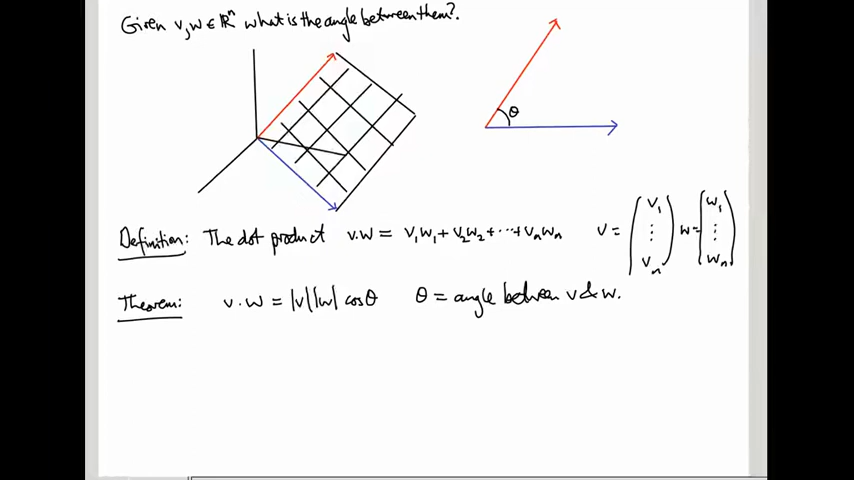 Given v,w ∈ ℝⁿ what is the angle between them?.
θ
Definition: The dot product v.w = v₁w₁ + v₂w₂ + ··· + vₙwₙ v = (v₁ ⋮ vₙ) w = (w₁ ⋮ wₙ)
Theorem: v·w = |v||w| cosθ θ = angle between v & w.